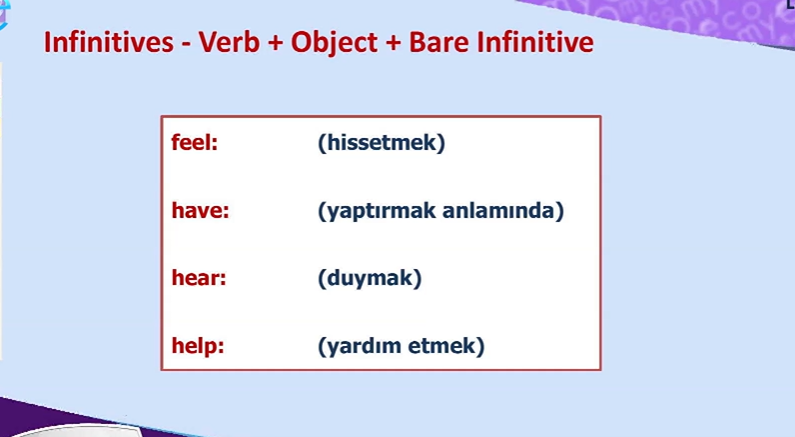 Infinitives - Verb + Object + Bare Infinitive
feel: (hissetmek)
have: (yaptırmak anlamında)
hear: (duymak)
help: (yardım etmek)